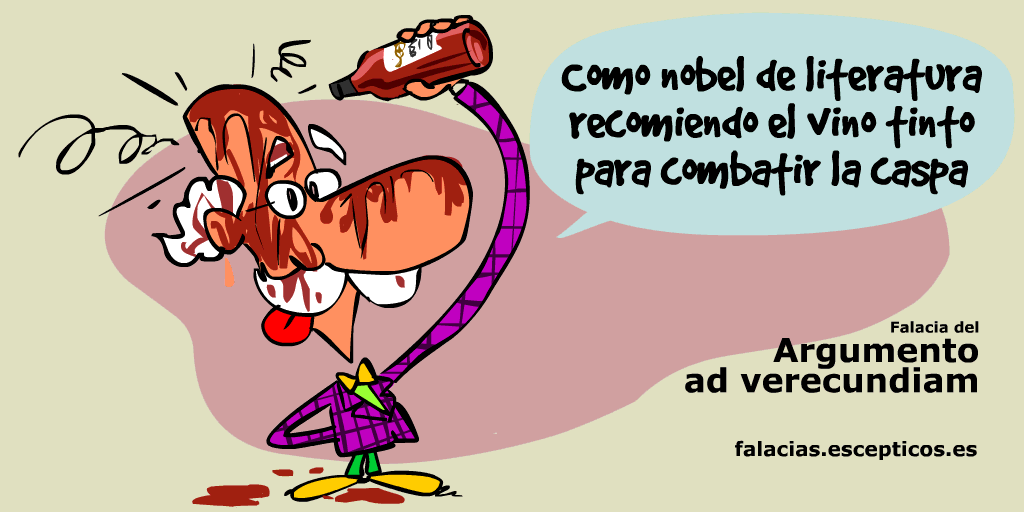 Como nobel de literatura
recomiendo el vino tinto
para combatir la caspa
Falacia del
Argumento
ad verecundiam
falacias.escepticos.es